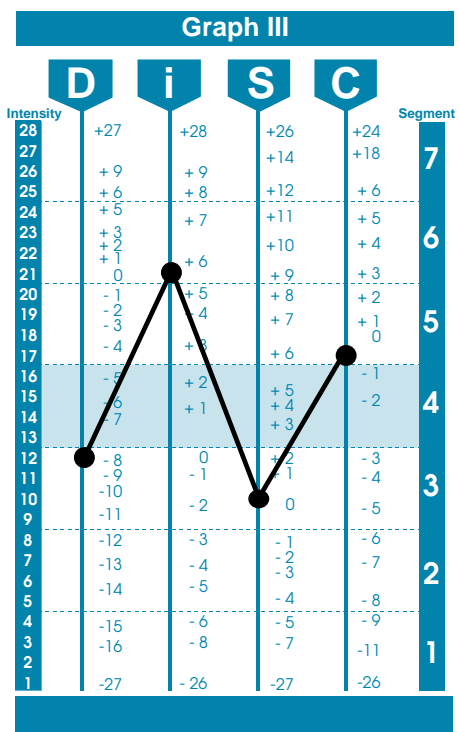 Graph III
D i S C
Intensity Segment
28 +27 +28 +26 +24
27 +14 +18 7
26 + 9 + 9
25 + 6 + 8 +12 + 6
24 + 5 + 7 +11 + 5
23 + 3 6
+ 2 +10 + 4
22 + 1 + 6
21 0 + 9 + 3
20 - 1 + 5 + 8 + 2
19 - 2 + 4 + 7 + 1 5
- 3
18 0
17 - 4 + 3 + 6
16 - 5 + 2 - 1
15 - 6 + 5 - 2 4
14 - 7 + 1 + 4
13 + 3
12 - 8 0 + 2 - 3
11 - 9 - 1 + 1 - 4
10 -10 - 2 0 - 5 3
9 -11
8 -12 - 3 - 1 - 6
7 -13 - 4 - 2 - 7 2
6 -14 - 5 - 3
5 - 4 - 8
4 -15 - 6 - 5 - 9
3 -16 - 8 - 7 -11 1
2
1 -27 - 26 -27 -26